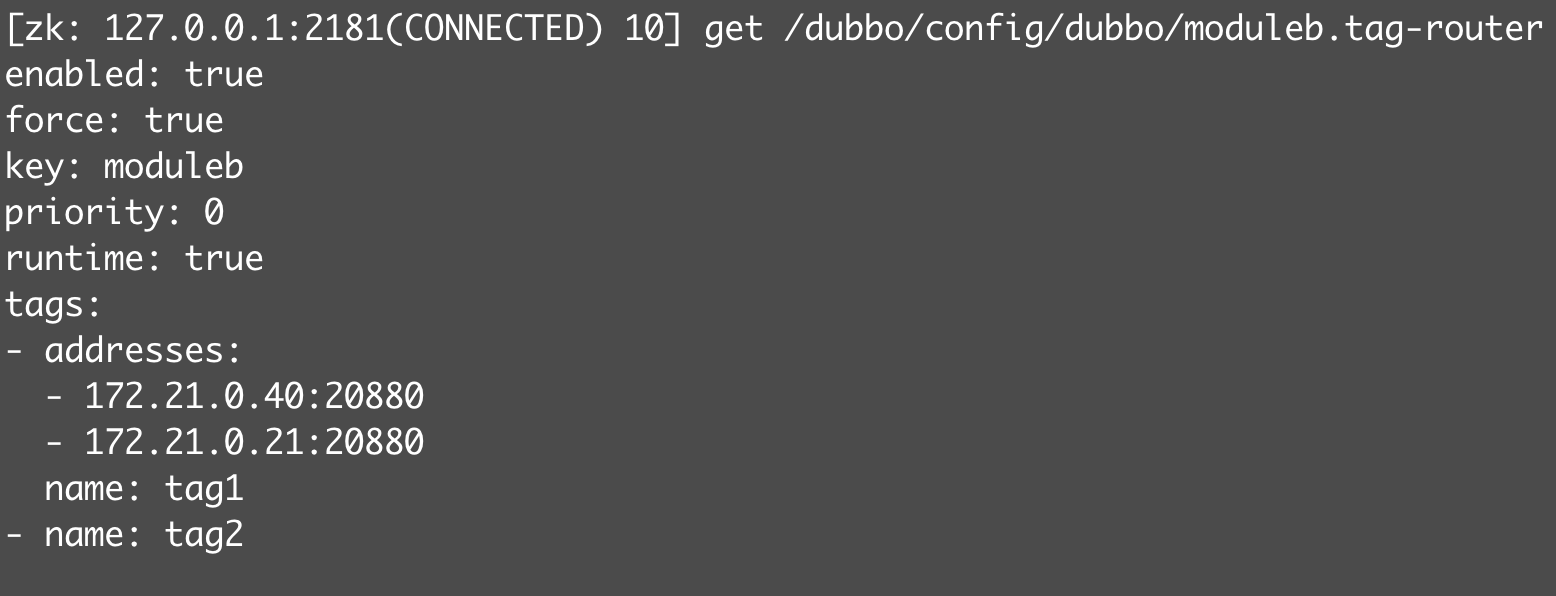 [zk: 127.0.0.1:2181(CONNECTED) 10] get /dubbo/config/dubbo/moduleb.tag-router
enabled: true
force: true
key: moduleb
priority: 0
runtime: true
tags:
- addresses:
  - 172.21.0.40:20880
  - 172.21.0.21:20880
  name: tag1
- name: tag2